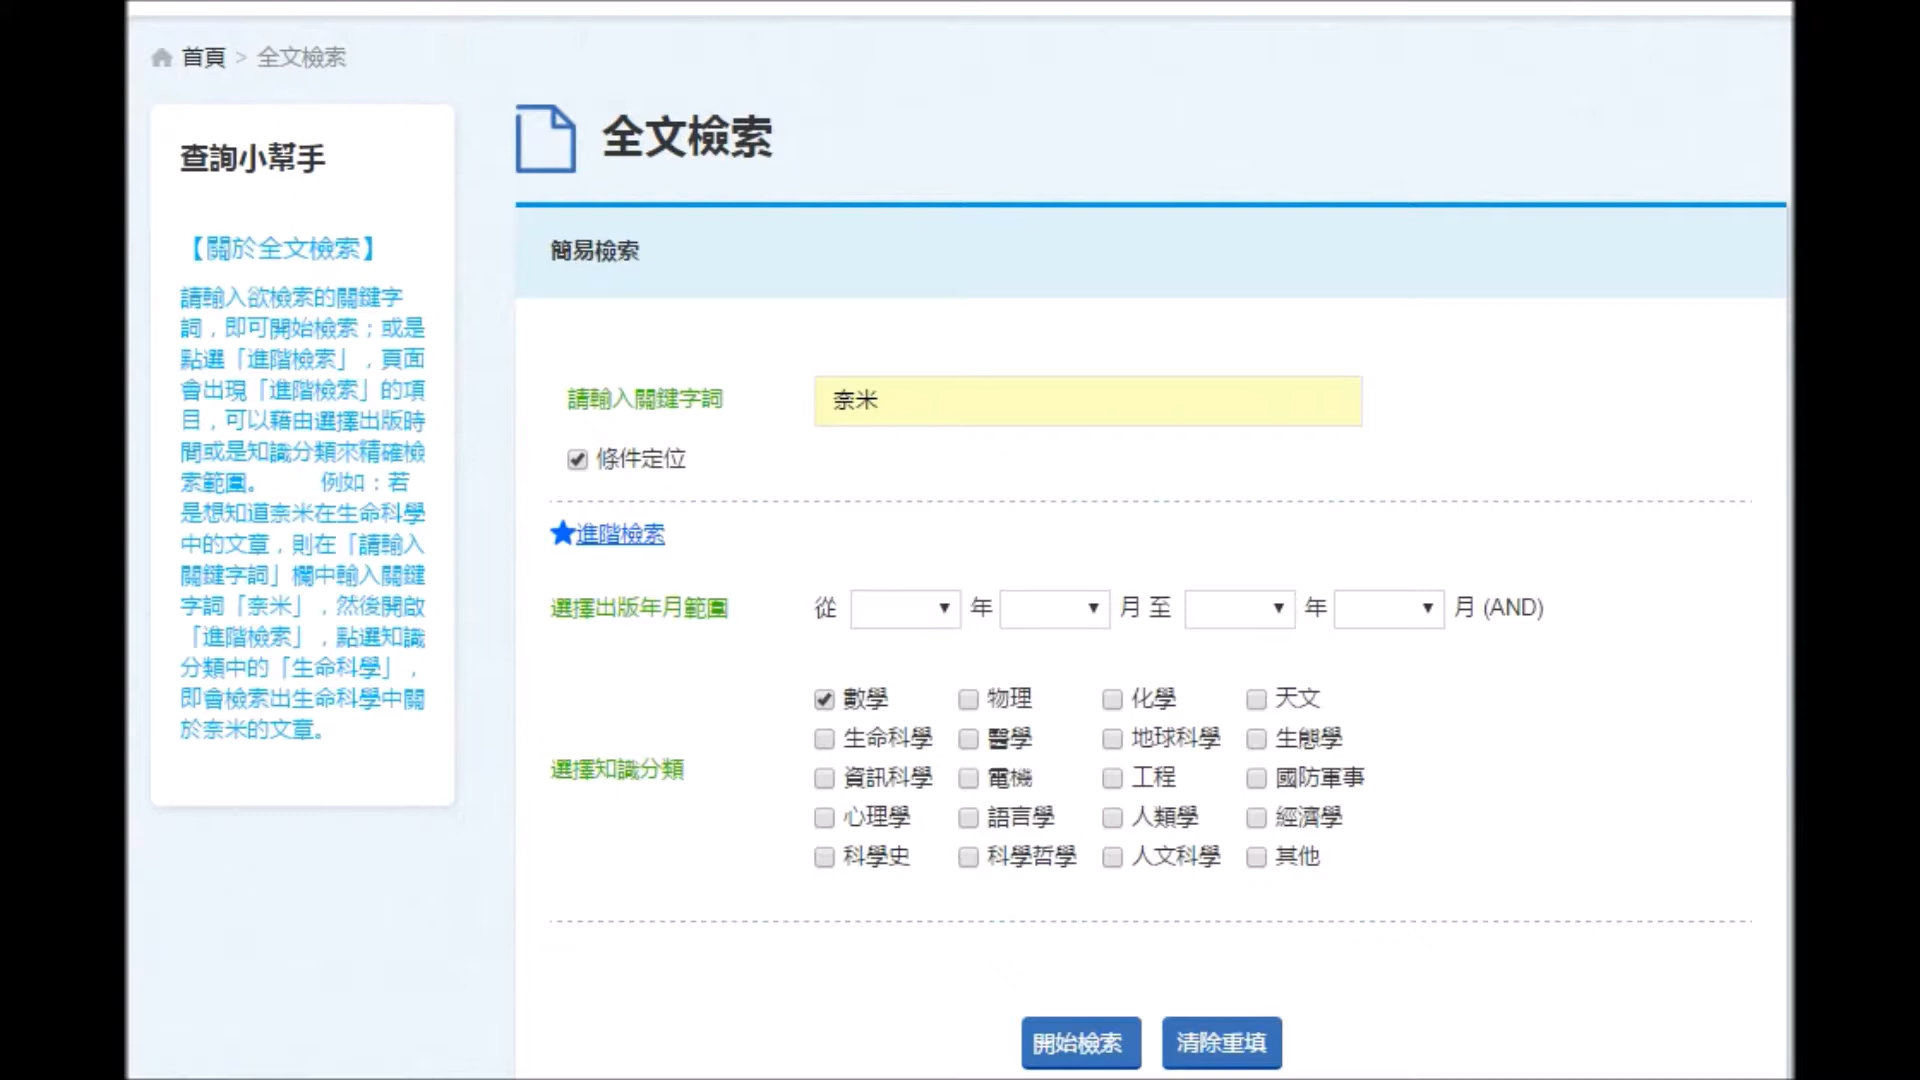 首頁 > 全文檢索
查詢小幫手
【關於全文檢索】
請輸入欲檢索的關鍵字
詞，即可開始檢索；或是
點選「進階檢索」，頁面
會出現「進階檢索」的項
目，可以藉由選擇出版時
間或是知識分類來精確檢
索範圍。 例如：若
是想知道奈米在生命科學
中的文章，則在「請輸入
關鍵字詞」欄中輸入關鍵
字詞「奈米」，然後開啟
「進階檢索」，點選知識
分類中的「生命科學」，
即會檢索出生命科學中關
於奈米的文章。
全文檢索
簡易檢索
請輸入關鍵字詞 奈米
條件定位
進階檢索
選擇出版年月範圍 從 年 月 至 年 月 (AND)
選擇知識分類
數學 物理 化學 天文
生命科學 醫學 地球科學 生態學
資訊科學 電機 工程 國防軍事
心理學 語言學 人類學 經濟學
科學史 科學哲學 人文科學 其他
開始檢索 清除重填